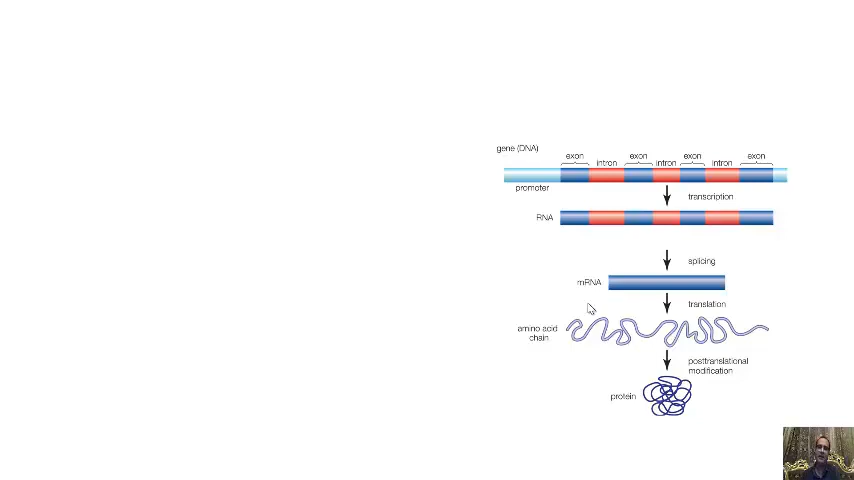 gene (DNA)
exon intron exon intron exon intron exon
promoter
transcription
RNA
splicing
mRNA
translation
amino acid
chain
posttranslational
modification
protein